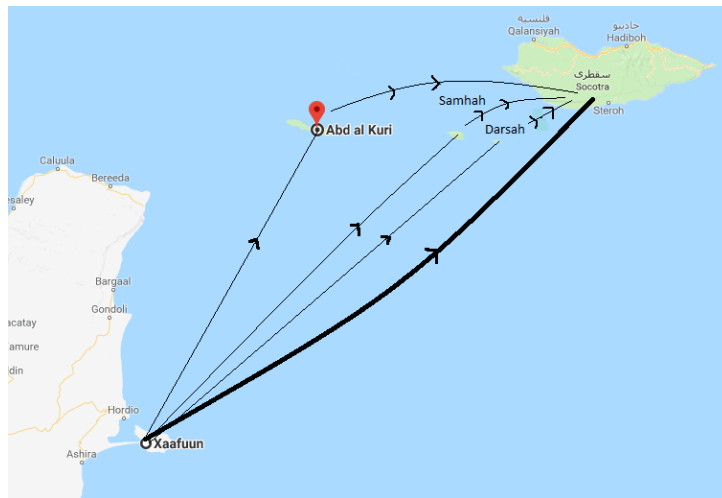 قلنسية
Qalansiyah
حاديبو
Hadiboh
سقطرى
Socotra
Steroh
Samhah
Darsah
Abd al Kuri
Caluula
Bereeda
esaley
Bargaal
Gondoli
acatay
amure
din
Hordio
Xaafuun
Ashira